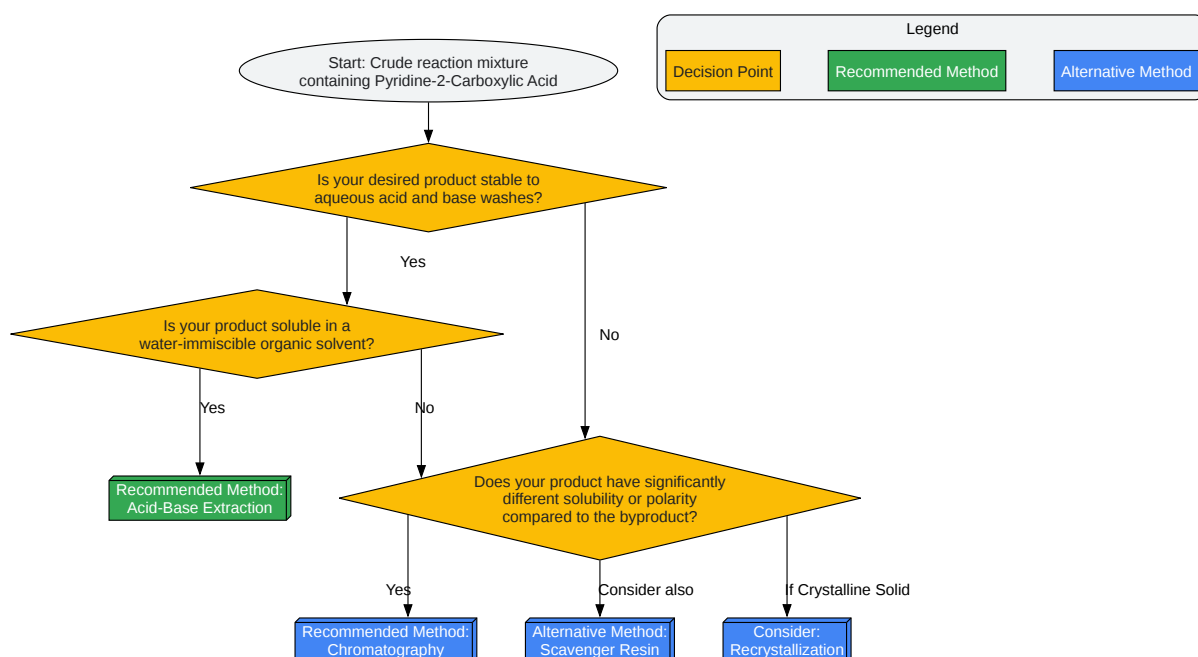 Legend
Decision Point
Recommended Method
Alternative Method
Start: Crude reaction mixture
containing Pyridine-2-Carboxylic Acid
Is your desired product stable to
aqueous acid and base washes?
Yes
No
Is your product soluble in a
water-immiscible organic solvent?
Yes
No
Recommended Method:
Acid-Base Extraction
Does your product have significantly
different solubility or polarity
compared to the byproduct?
Yes
Consider also
If Crystalline Solid
Recommended Method:
Chromatography
Alternative Method:
Scavenger Resin
Consider:
Recrystallization